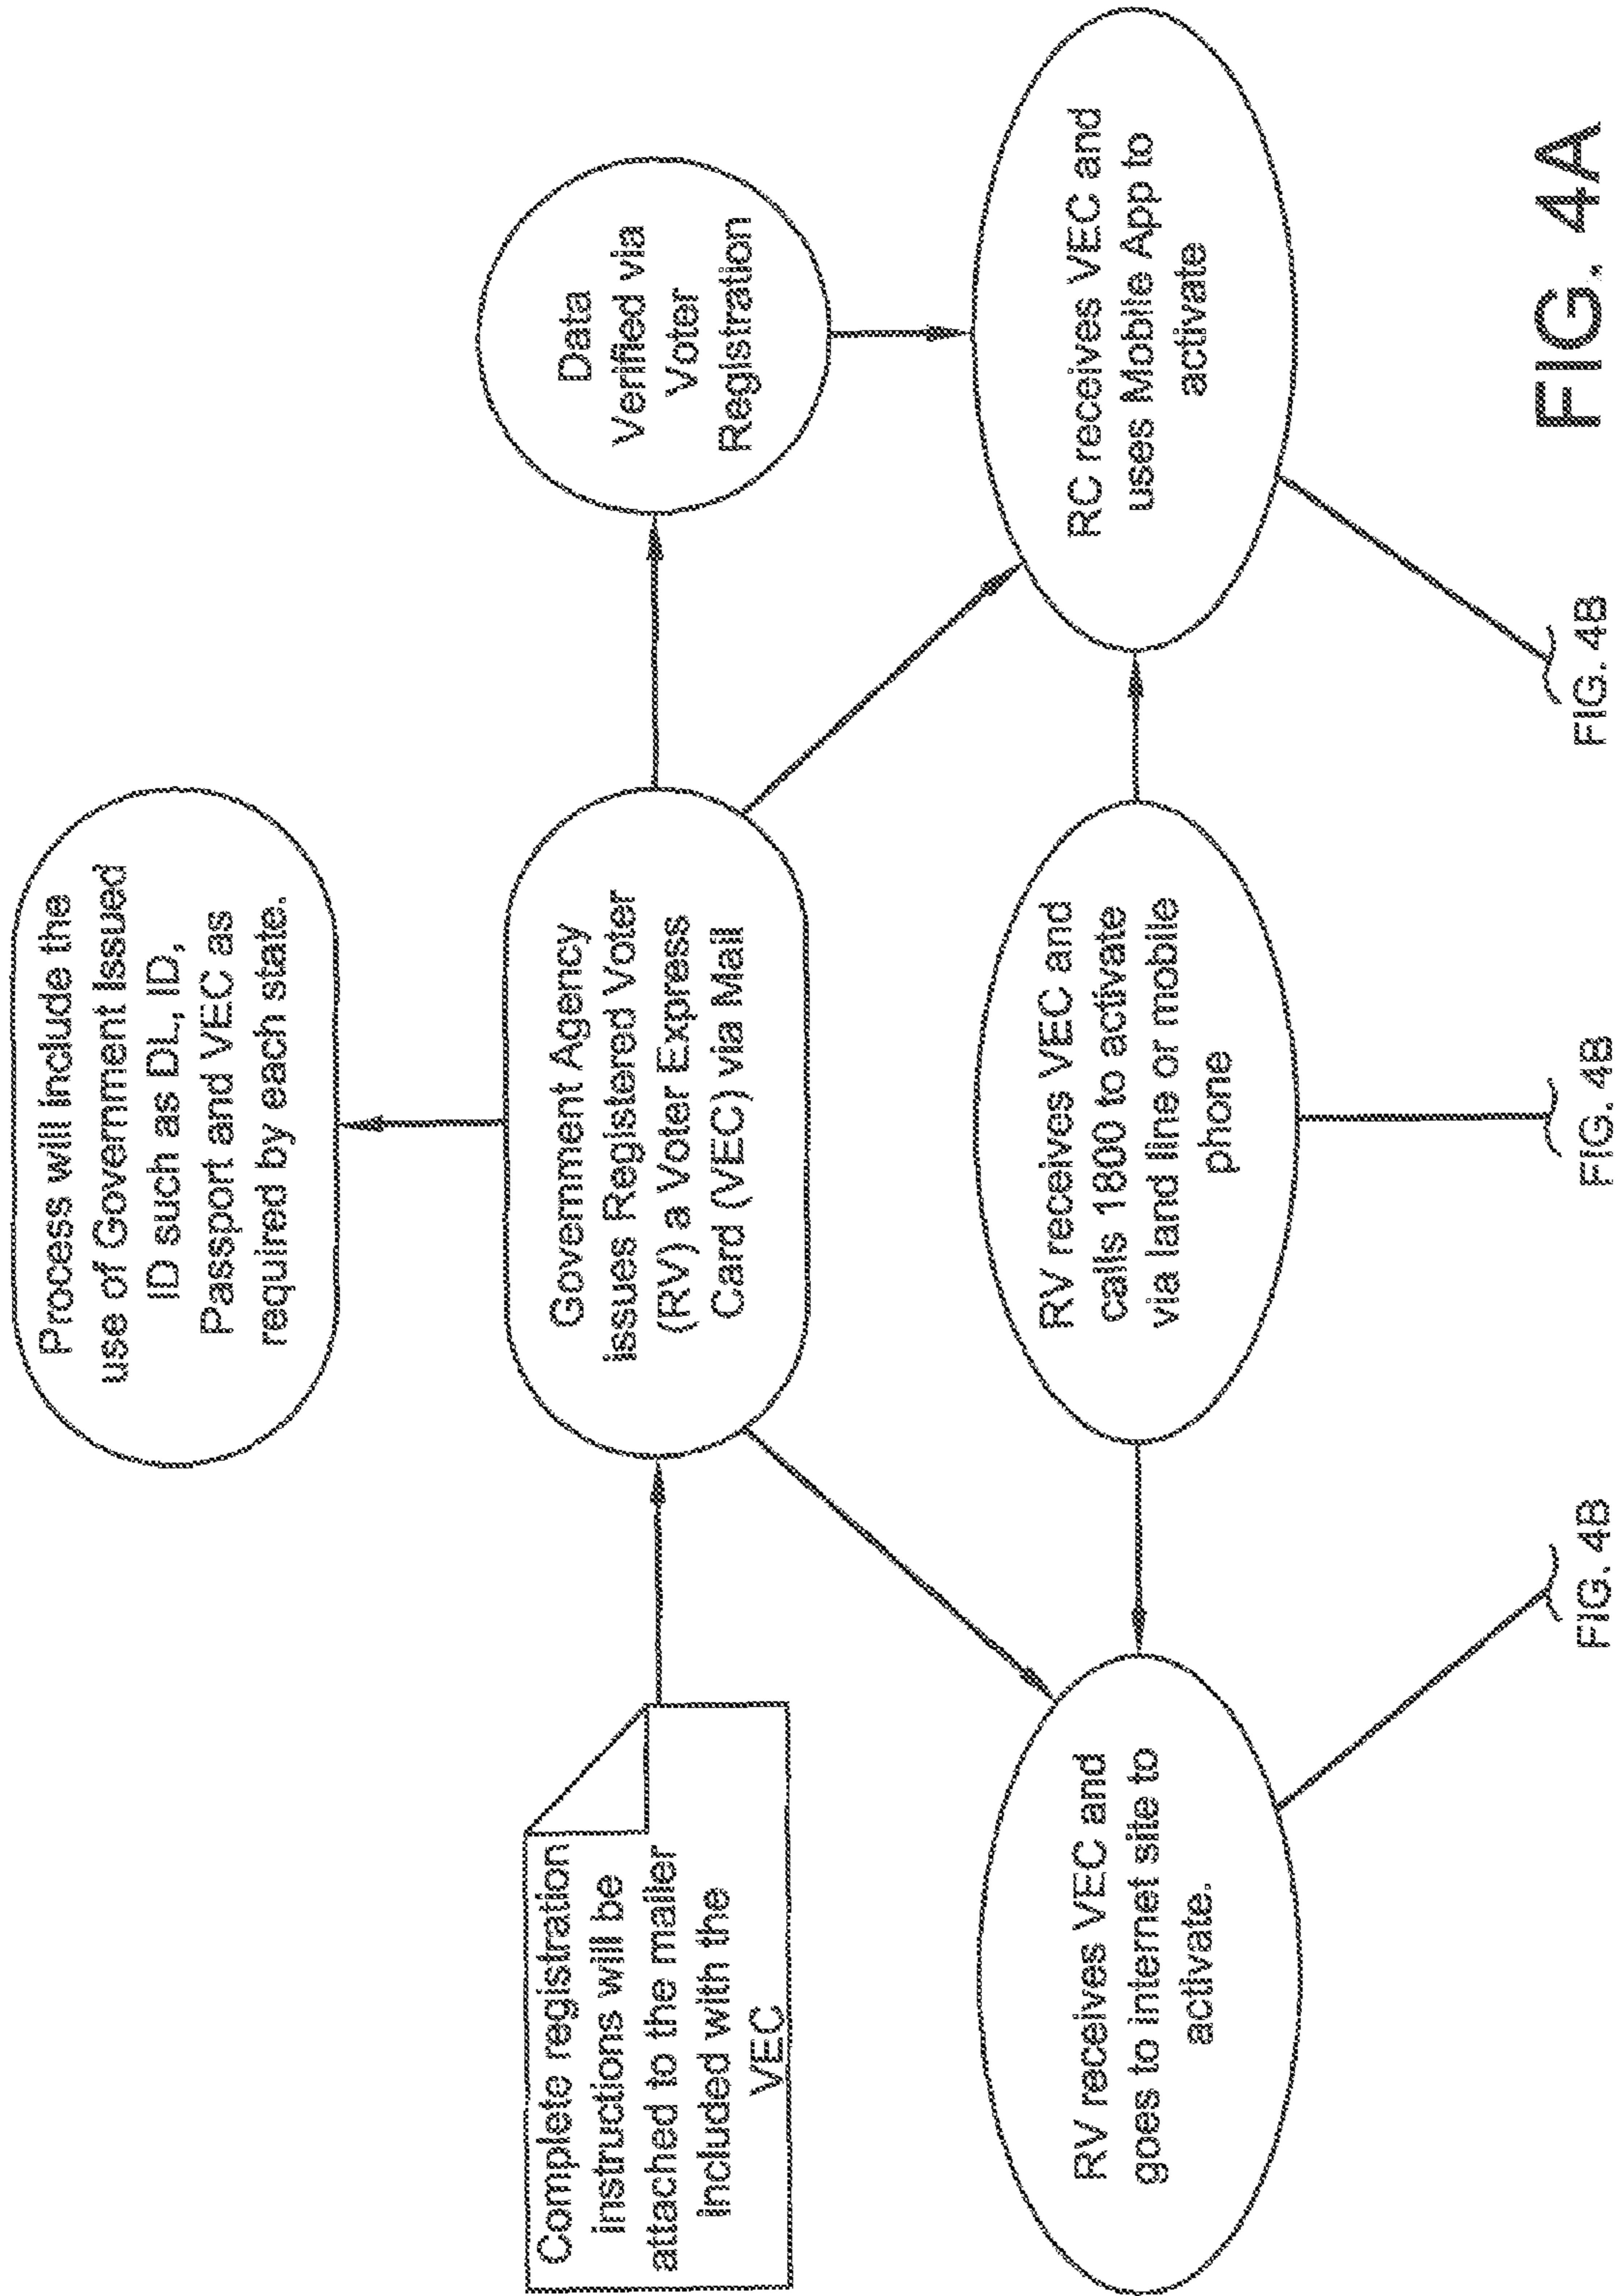 Process will include the
use of Government Issued
ID such as DL, ID,
Passport and VEC as
required by each state.
Complete registration
instructions will be
attached to the mailer
included with the
VEC
Government Agency
issues Registered Voter
(RV) a Voter Express
Card (VEC) via Mail
Data
Verified via
Voter
Registration
RV receives VEC and
goes to internet site to
activate.
RV receives VEC and
calls 1800 to activate
via land line or mobile
phone
RC receives VEC and
uses Mobile App to
activate
FIG. 4B
FIG. 4B
FIG. 4B
FIG. 4A